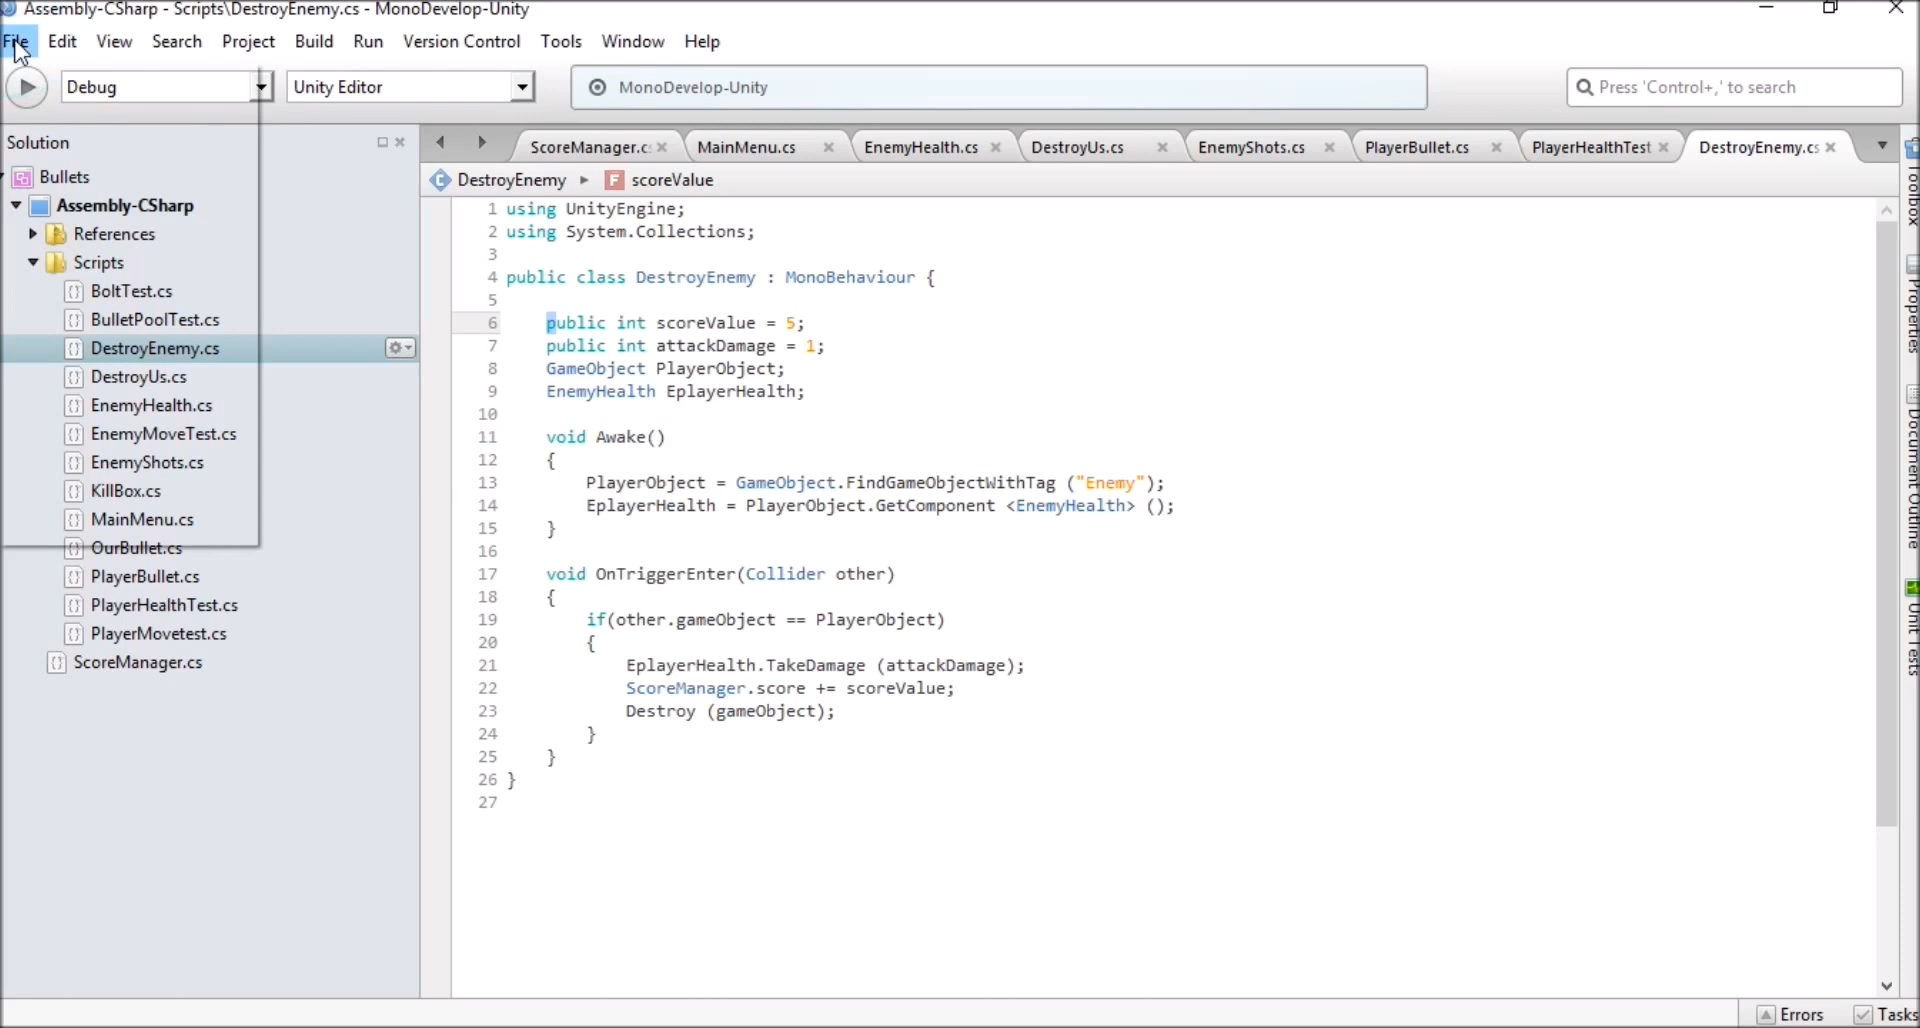 Assembly-CSharp - Scripts\DestroyEnemy.cs - MonoDevelop-Unity
File Edit View Search Project Build Run Version Control Tools Window Help
Debug Unity Editor MonoDevelop-Unity Press 'Control+,' to search
Solution
Bullets
Assembly-CSharp
References
Scripts
BoltTest.cs
BulletPoolTest.cs
DestroyEnemy.cs
DestroyUs.cs
EnemyHealth.cs
EnemyMoveTest.cs
EnemyShots.cs
KillBox.cs
MainMenu.cs
OurBullet.cs
PlayerBullet.cs
PlayerHealthTest.cs
PlayerMovetest.cs
ScoreManager.cs
ScoreManager.c MainMenu.cs EnemyHealth.cs DestroyUs.cs EnemyShots.cs PlayerBullet.cs PlayerHealthTest DestroyEnemy.cs
DestroyEnemy scoreValue
1 using UnityEngine;
2 using System.Collections;
3
4 public class DestroyEnemy : MonoBehaviour {
5
6 public int scoreValue = 5;
7 public int attackDamage = 1;
8 GameObject PlayerObject;
9 EnemyHealth EplayerHealth;
10
11 void Awake()
12 {
13 PlayerObject = GameObject.FindGameObjectWithTag ("Enemy");
14 EplayerHealth = PlayerObject.GetComponent <EnemyHealth> ();
15 }
16
17 void OnTriggerEnter(Collider other)
18 {
19 if(other.gameObject == PlayerObject)
20 {
21 EplayerHealth.TakeDamage (attackDamage);
22 ScoreManager.score += scoreValue;
23 Destroy (gameObject);
24 }
25 }
26 }
27
Toolbox
Properties
Document Outline
Unit Tests
Errors Tasks